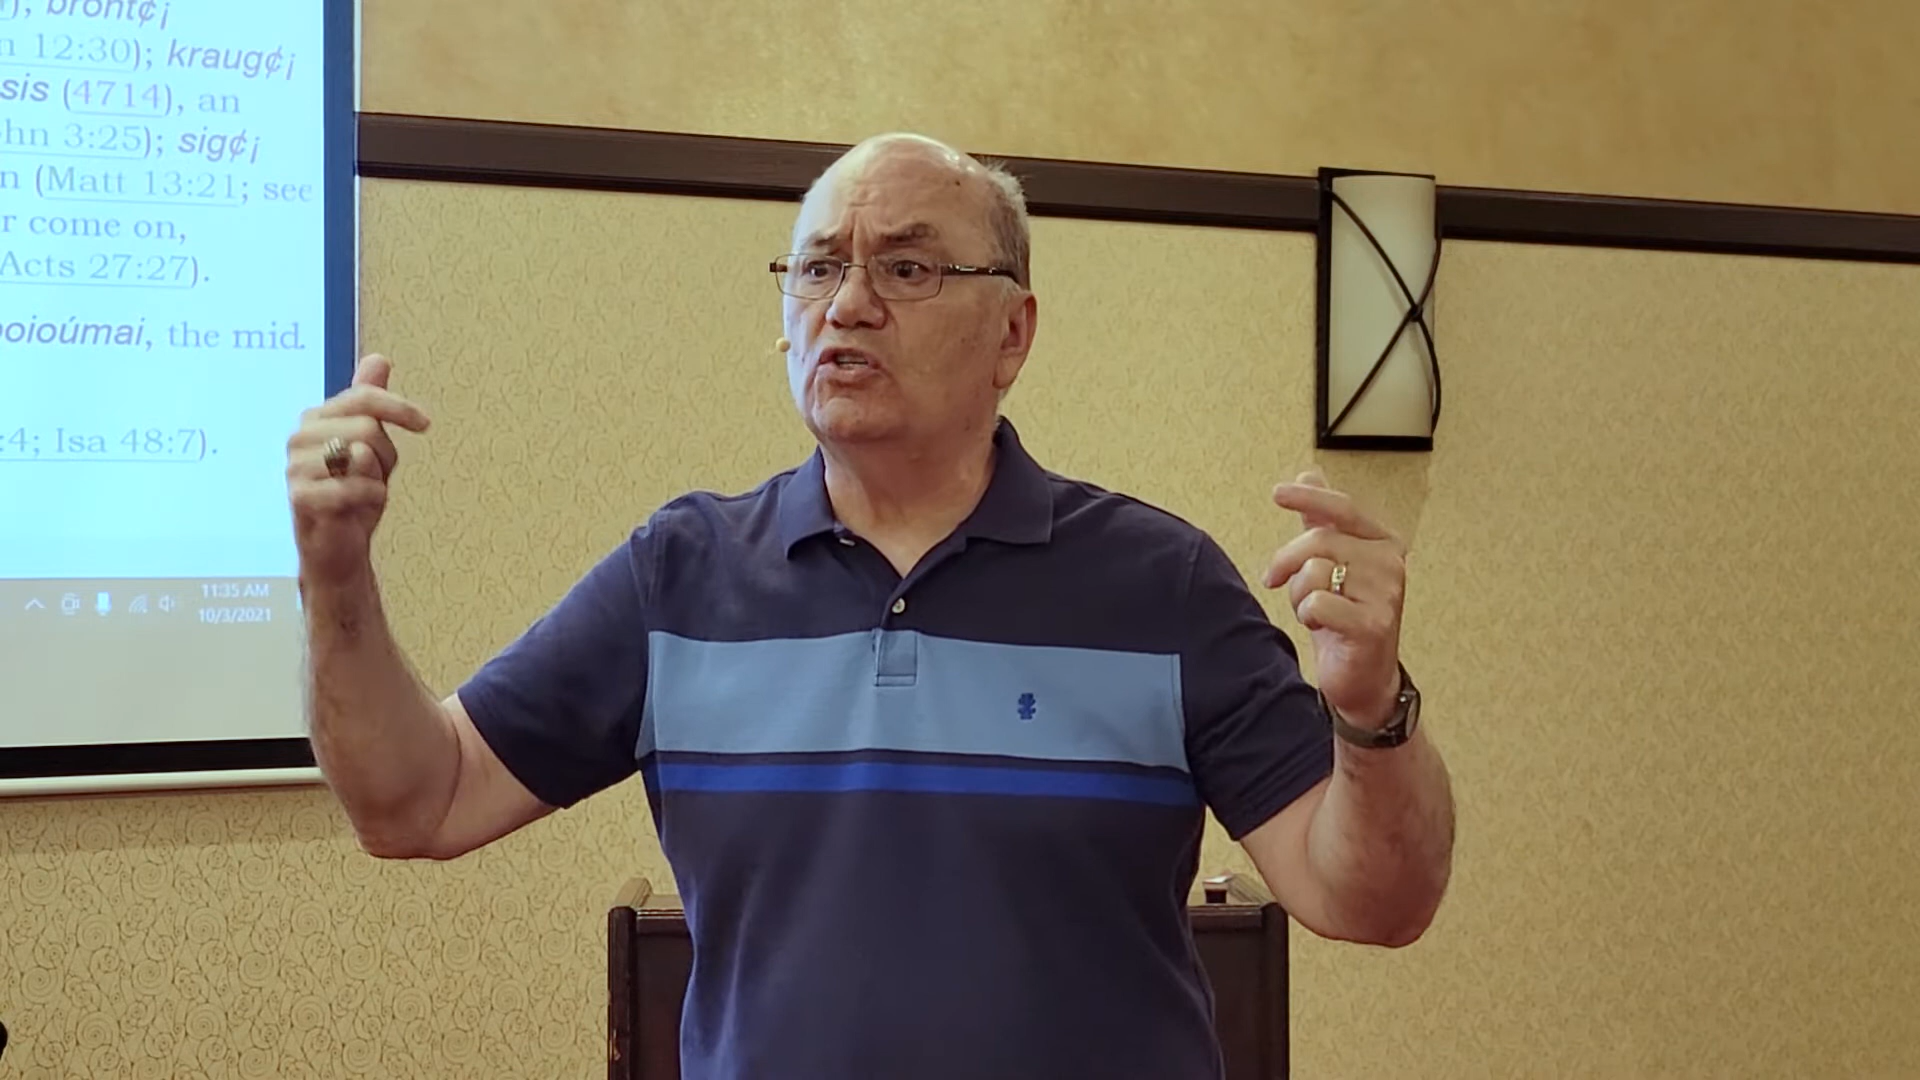 bront¢¡
12:30); kraug¢¡
sis (4714), an
hn 3:25); sig¢¡
n (Matt 13:21; see
r come on,
Acts 27:27).
poioúmai, the mid.
:4; Isa 48:7).
11:35 AM
10/3/2021